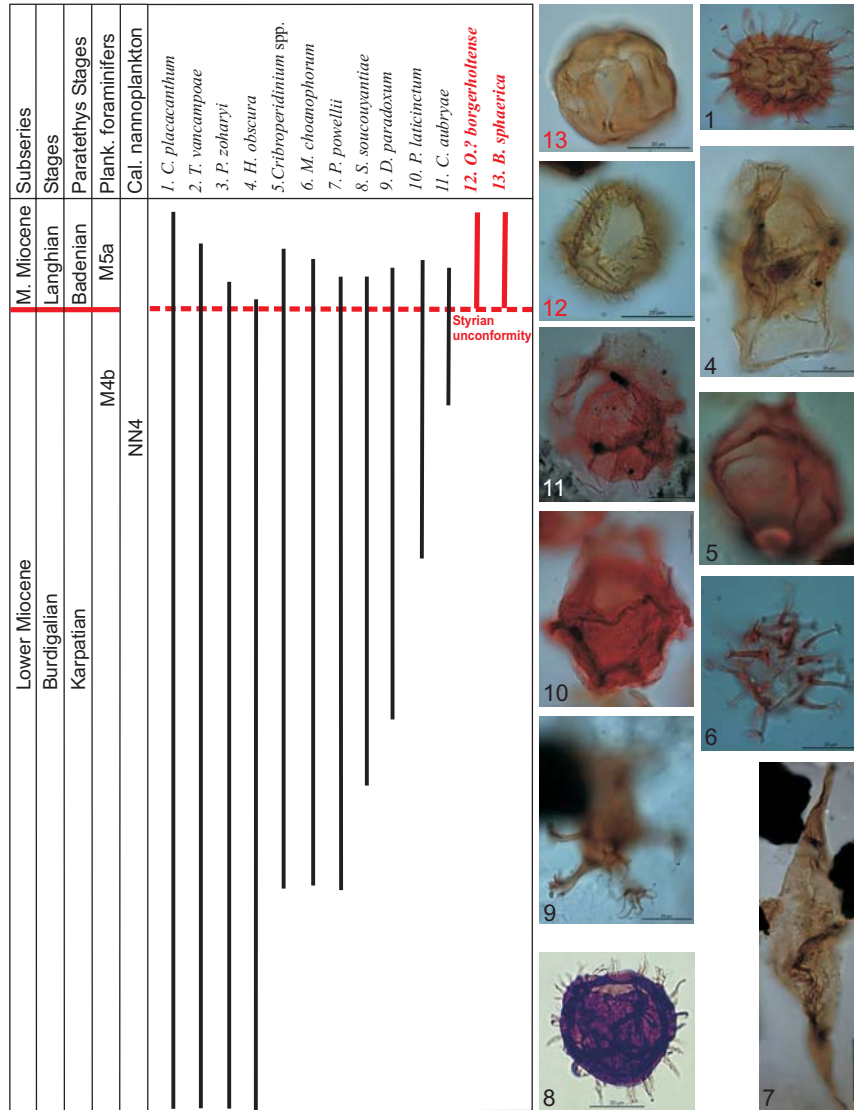 Subseries
Stages
Paratethys Stages
Plank. foraminifers
Cal. nannoplankton
1. C. placacanthum
2. T. vancampoae
3. P. zoharyi
4. H. obscura
5. Cribroperidinium spp.
6. M. choanophorum
7. P. powellii
8. S. soucouyantiae
9. D. paradoxum
10. P. laticinctum
11. C. aubryae
12. O.? borgerholtense
13. B. sphaerica
M. Miocene
Langhian
Badenian
M5a
Styrian
unconformity
M4b
NN4
Lower Miocene
Burdigalian
Karpatian
13
1
12
4
11
5
10
6
9
8
7